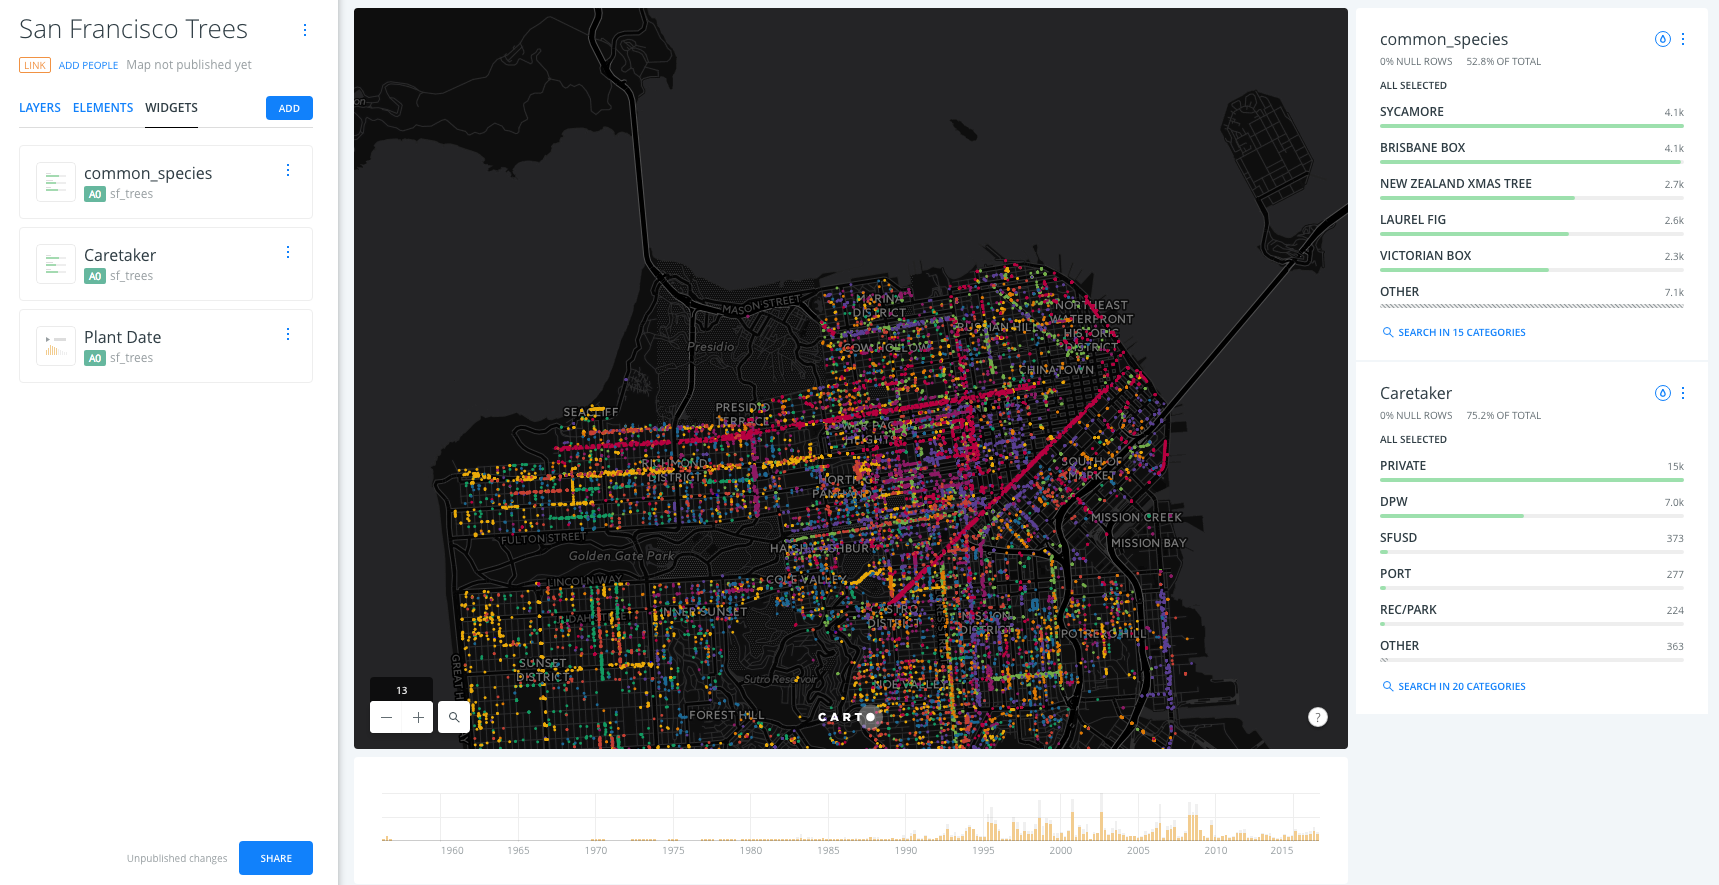 San Francisco Trees
LINK ADD PEOPLE Map not published yet
LAYERS ELEMENTS WIDGETS ADD
common_species
A0 sf_trees
Caretaker
A0 sf_trees
Plant Date
A0 sf_trees
Unpublished changes SHARE
MASON STREET
MARINA
DISTRICT
NORTHEAST
WATERFRONT
HISTORIC
DISTRICT
RUSSIAN HILL
COW HOLLOW
Presidio
CHINATOWN
SEACLIFF
PRESIDIO
TERRACE
LOWER PACIFIC
HEIGHTS
RICHMOND
DISTRICT
SOUTH OF
MARKET
NORTH OF
PANHANDLE
MISSION CREEK
MISSION BAY
FULTON STREET
Golden Gate Park
HAIGHT-ASHBURY
LINCOLN WAY
COLE VALLEY
INNER SUNSET
CASTRO
DISTRICT
MISSION
DISTRICT
POTRERO HILL
SUNSET
DISTRICT
Sutro Reservoir
NOE VALLEY
FOREST HILL
13
CARTO
?
1960 1965 1970 1975 1980 1985 1990 1995 2000 2005 2010 2015
common_species
0% NULL ROWS 52.8% OF TOTAL
ALL SELECTED
SYCAMORE 4.1k
BRISBANE BOX 4.1k
NEW ZEALAND XMAS TREE 2.7k
LAUREL FIG 2.6k
VICTORIAN BOX 2.3k
OTHER 7.1k
SEARCH IN 15 CATEGORIES
Caretaker
0% NULL ROWS 75.2% OF TOTAL
ALL SELECTED
PRIVATE 15k
DPW 7.0k
SFUSD 373
PORT 277
REC/PARK 224
OTHER 363
SEARCH IN 20 CATEGORIES